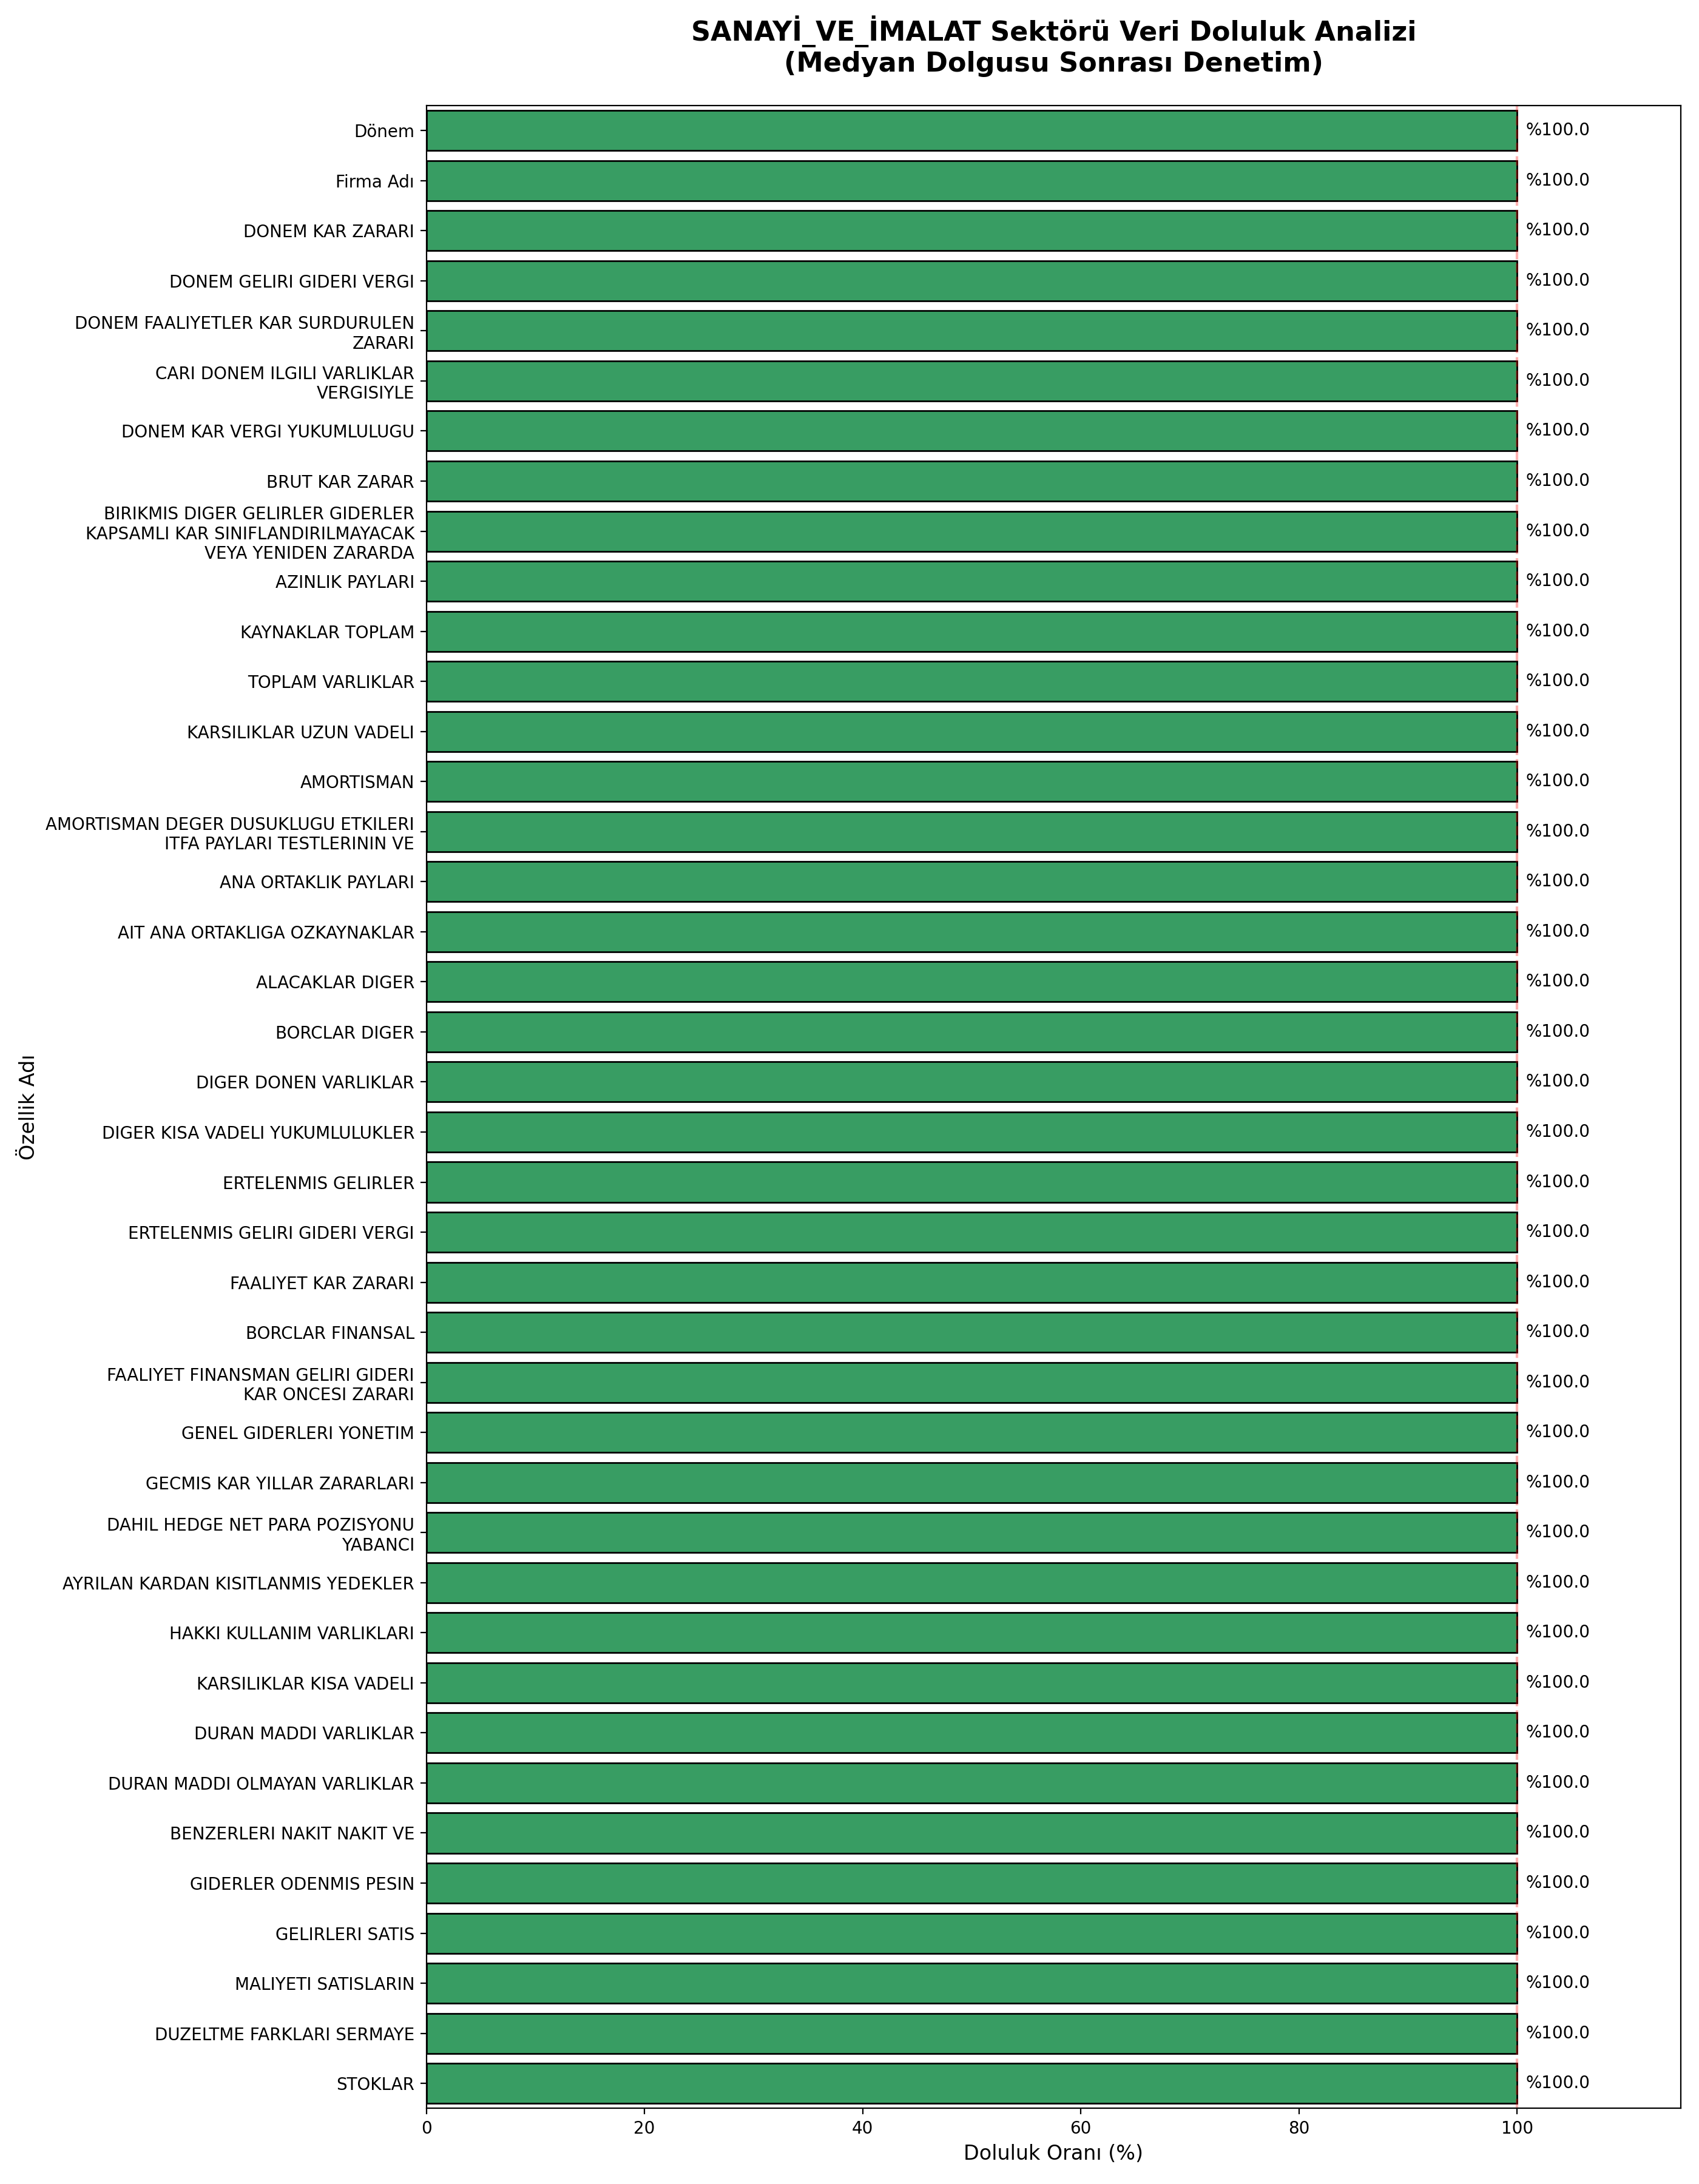 SANAYİ_VE_İMALAT Sektörü Veri Doluluk Analizi
(Medyan Dolgusu Sonrası Denetim)
Dönem %100.0
Firma Adı %100.0
DONEM KAR ZARARI %100.0
DONEM GELIRI GIDERI VERGI %100.0
DONEM FAALIYETLER KAR SURDURULEN
ZARARI %100.0
CARI DONEM ILGILI VARLIKLAR
VERGISIYLE %100.0
DONEM KAR VERGI YUKUMLULUGU %100.0
BRUT KAR ZARAR %100.0
BIRIKMIS DIGER GELIRLER GIDERLER
KAPSAMLI KAR SINIFLANDIRILMAYACAK %100.0
VEYA YENIDEN ZARARDA
AZINLIK PAYLARI %100.0
KAYNAKLAR TOPLAM %100.0
TOPLAM VARLIKLAR %100.0
KARSILIKLAR UZUN VADELI %100.0
AMORTISMAN %100.0
AMORTISMAN DEGER DUSUKLUGU ETKILERI
ITFA PAYLARI TESTLERININ VE %100.0
ANA ORTAKLIK PAYLARI %100.0
AIT ANA ORTAKLIGA OZKAYNAKLAR %100.0
ALACAKLAR DIGER %100.0
BORCLAR DIGER %100.0
DIGER DONEN VARLIKLAR %100.0
DIGER KISA VADELI YUKUMLULUKLER %100.0
ERTELENMIS GELIRLER %100.0
ERTELENMIS GELIRI GIDERI VERGI %100.0
FAALIYET KAR ZARARI %100.0
BORCLAR FINANSAL %100.0
FAALIYET FINANSMAN GELIRI GIDERI
KAR ONCESI ZARARI %100.0
GENEL GIDERLERI YONETIM %100.0
GECMIS KAR YILLAR ZARARLARI %100.0
DAHIL HEDGE NET PARA POZISYONU
YABANCI %100.0
AYRILAN KARDAN KISITLANMIS YEDEKLER %100.0
HAKKI KULLANIM VARLIKLARI %100.0
KARSILIKLAR KISA VADELI %100.0
DURAN MADDI VARLIKLAR %100.0
DURAN MADDI OLMAYAN VARLIKLAR %100.0
BENZERLERI NAKIT NAKIT VE %100.0
GIDERLER ODENMIS PESIN %100.0
GELIRLERI SATIS %100.0
MALIYETI SATISLARIN %100.0
DUZELTME FARKLARI SERMAYE %100.0
STOKLAR %100.0
0 20 40 60 80 100
Doluluk Oranı (%)
Özellik Adı